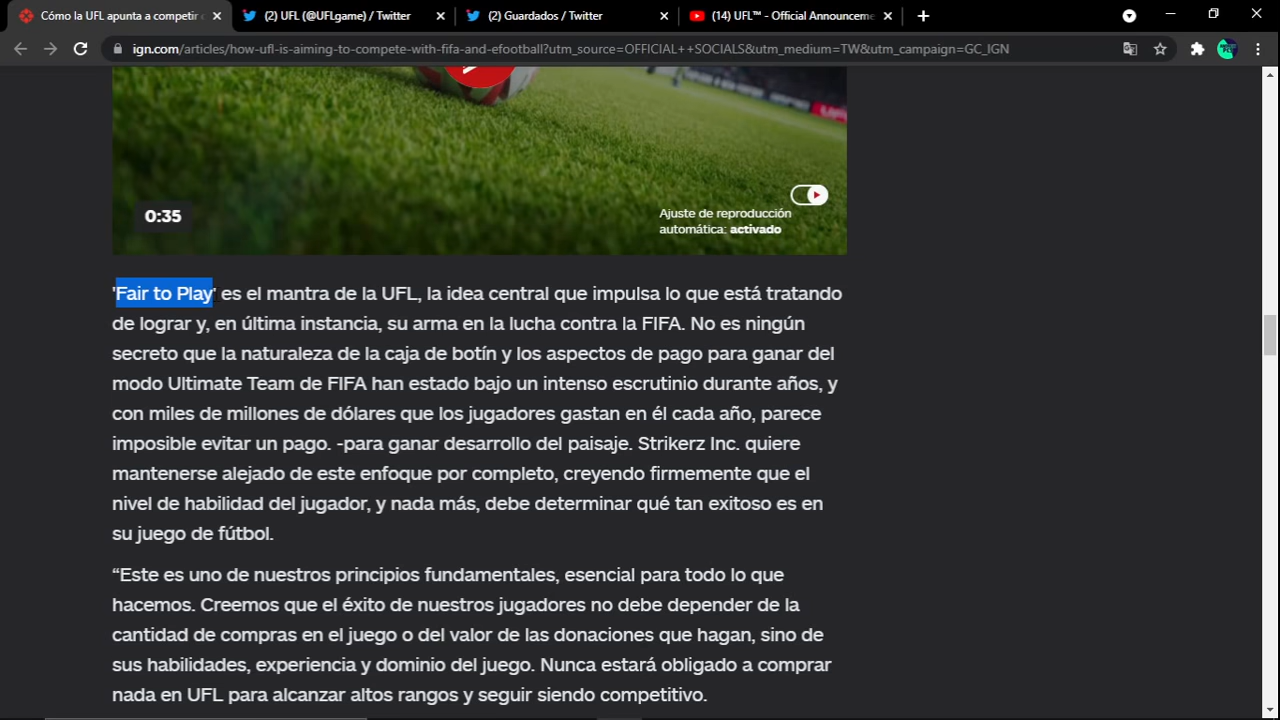 Cómo la UFL apunta a competir c
(2) UFL (@UFLgame) / Twitter
(2) Guardados / Twitter
(14) UFL™ - Official Announceme
ign.com/articles/how-ufl-is-aiming-to-compete-with-fifa-and-efootball?utm_source=OFFICIAL++SOCIALS&utm_medium=TW&utm_campaign=GC_IGN
0:35
Ajuste de reproducción
automática: activado
'Fair to Play' es el mantra de la UFL, la idea central que impulsa lo que está tratando
de lograr y, en última instancia, su arma en la lucha contra la FIFA. No es ningún
secreto que la naturaleza de la caja de botín y los aspectos de pago para ganar del
modo Ultimate Team de FIFA han estado bajo un intenso escrutinio durante años, y
con miles de millones de dólares que los jugadores gastan en él cada año, parece
imposible evitar un pago. -para ganar desarrollo del paisaje. Strikerz Inc. quiere
mantenerse alejado de este enfoque por completo, creyendo firmemente que el
nivel de habilidad del jugador, y nada más, debe determinar qué tan exitoso es en
su juego de fútbol.
“Este es uno de nuestros principios fundamentales, esencial para todo lo que
hacemos. Creemos que el éxito de nuestros jugadores no debe depender de la
cantidad de compras en el juego o del valor de las donaciones que hagan, sino de
sus habilidades, experiencia y dominio del juego. Nunca estará obligado a comprar
nada en UFL para alcanzar altos rangos y seguir siendo competitivo.